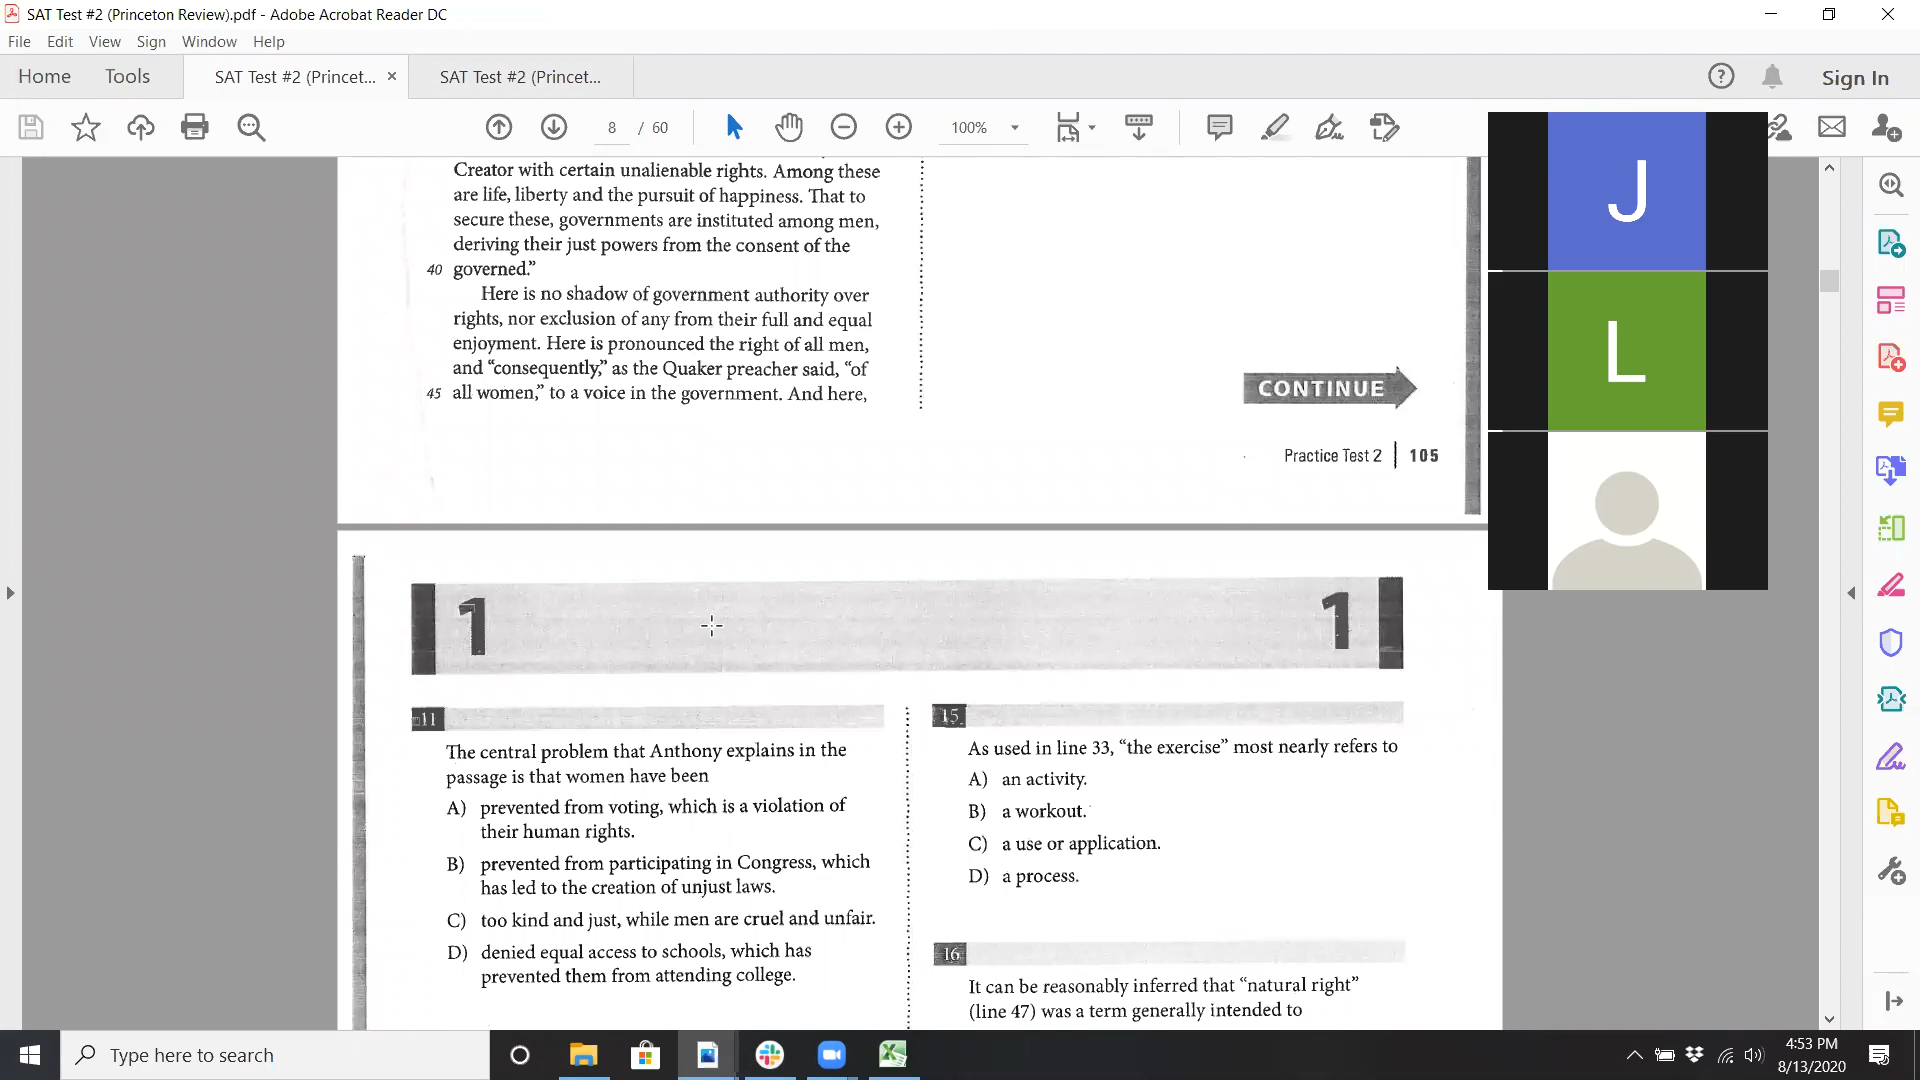 SAT Test #2 (Princeton Review).pdf - Adobe Acrobat Reader DC
File Edit View Sign Window Help
Home Tools SAT Test #2 (Princet... × SAT Test #2 (Princet... Sign In
8 / 60 100%
Creator with certain unalienable rights. Among these
are life, liberty and the pursuit of happiness. That to
secure these, governments are instituted among men,
deriving their just powers from the consent of the
40 governed.”
Here is no shadow of government authority over
rights, nor exclusion of any from their full and equal
enjoyment. Here is pronounced the right of all men,
and “consequently,” as the Quaker preacher said, “of
45 all women,” to a voice in the government. And here,
CONTINUE
Practice Test 2 | 105
J
L
1 1
11
The central problem that Anthony explains in the
passage is that women have been
A) prevented from voting, which is a violation of
their human rights.
B) prevented from participating in Congress, which
has led to the creation of unjust laws.
C) too kind and just, while men are cruel and unfair.
D) denied equal access to schools, which has
prevented them from attending college.
15
As used in line 33, “the exercise” most nearly refers to
A) an activity.
B) a workout.
C) a use or application.
D) a process.
16
It can be reasonably inferred that “natural right”
(line 47) was a term generally intended to
Type here to search
4:53 PM
8/13/2020